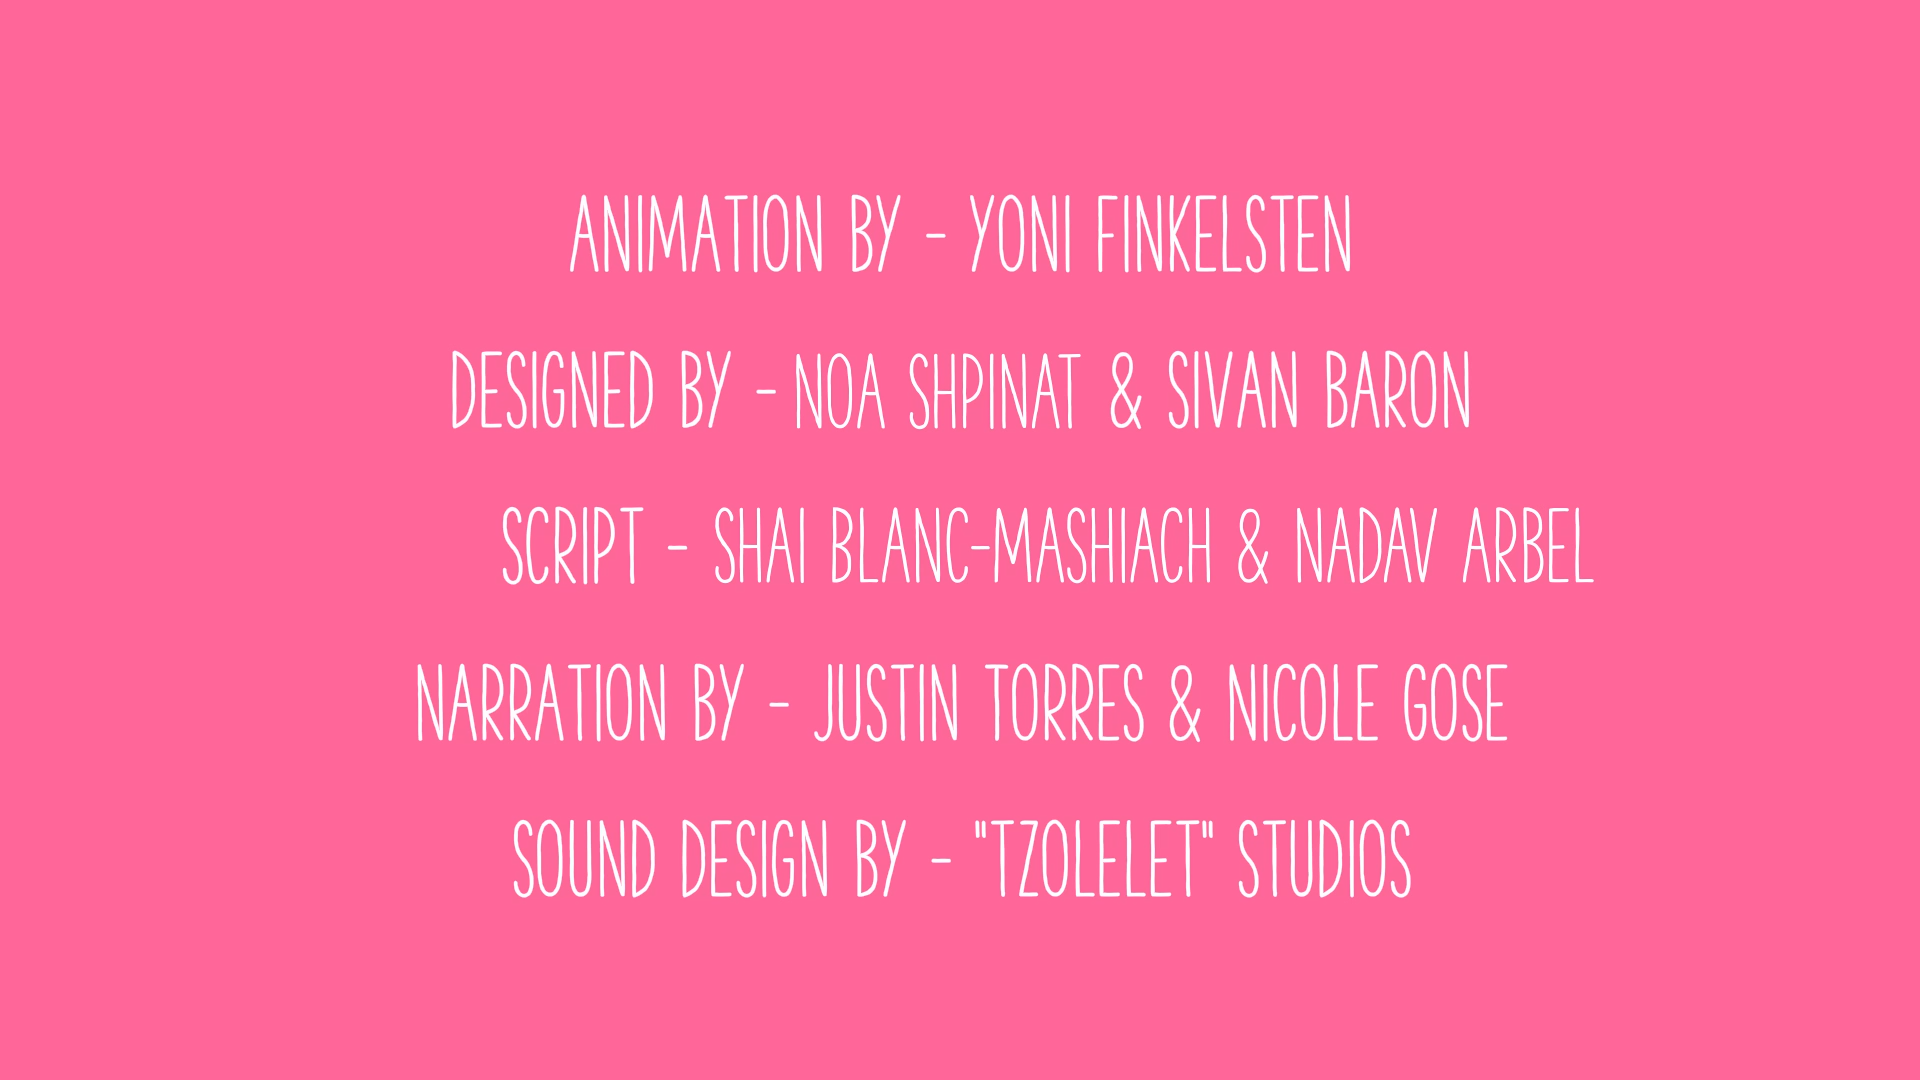 ANIMATION BY - YONI FINKELSTEN
DESIGNED BY - NOA SHPINAT & SIVAN BARON
SCRIPT - SHAI BLANC-MASHIACH & NADAV ARBEL
NARRATION BY - JUSTIN TORRES & NICOLE GOSE
SOUND DESIGN BY - "TZOLELET" STUDIOS